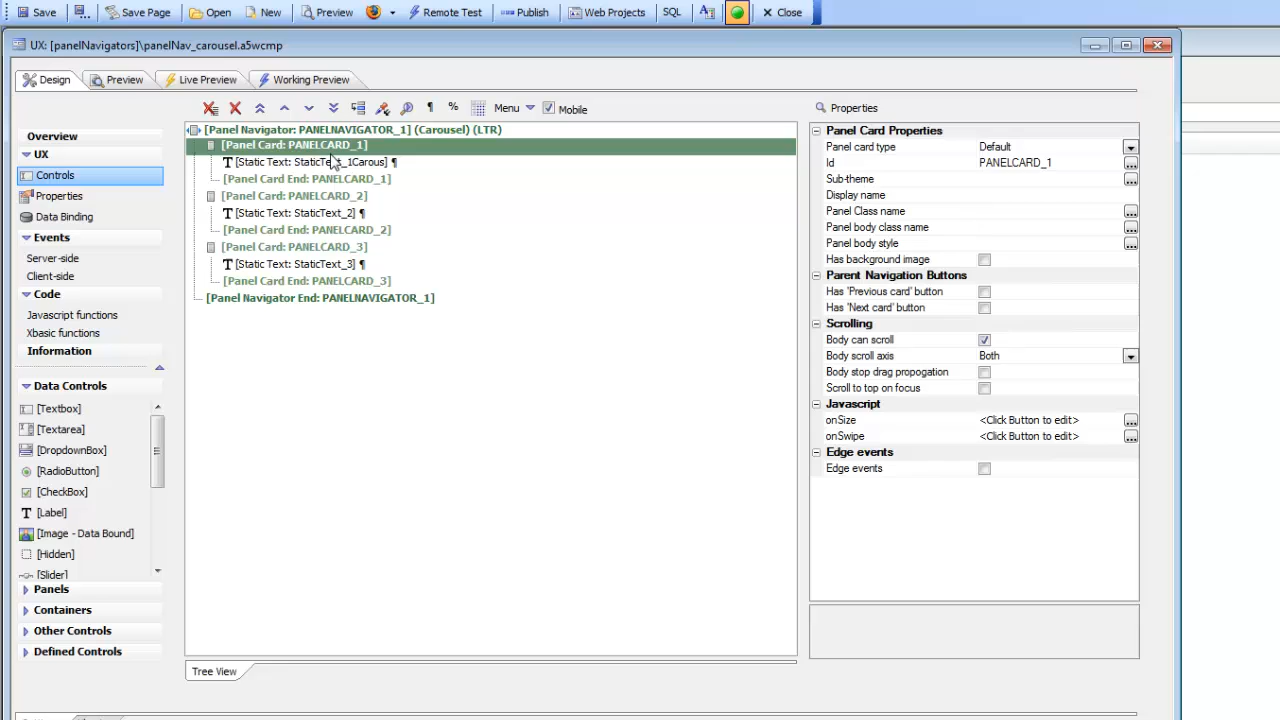 Save Save Page Open New Preview Remote Test Publish Web Projects SQL A Close
UX: [panelNavigators]\panelNav_carousel.a5wcmp
Design Preview Live Preview Working Preview
¶ % Menu Mobile
Properties
Overview
UX
Controls
Properties
Data Binding
Events
Server-side
Client-side
Code
Javascript functions
Xbasic functions
Information
Data Controls
[Textbox]
[Textarea]
[DropdownBox]
[RadioButton]
[CheckBox]
T [Label]
[Image - Data Bound]
[Hidden]
[Slider]
Panels
Containers
Other Controls
Defined Controls
[Panel Navigator: PANELNAVIGATOR_1] (Carousel) (LTR)
[Panel Card: PANELCARD_1]
T [Static Text: StaticText_1Carous] ¶
[Panel Card End: PANELCARD_1]
[Panel Card: PANELCARD_2]
T [Static Text: StaticText_2] ¶
[Panel Card End: PANELCARD_2]
[Panel Card: PANELCARD_3]
T [Static Text: StaticText_3] ¶
[Panel Card End: PANELCARD_3]
[Panel Navigator End: PANELNAVIGATOR_1]
Tree View
Panel Card Properties
Panel card type Default
Id PANELCARD_1 ...
Sub-theme ...
Display name
Panel Class name ...
Panel body class name ...
Panel body style ...
Has background image
Parent Navigation Buttons
Has 'Previous card' button
Has 'Next card' button
Scrolling
Body can scroll
Body scroll axis Both
Body stop drag propogation
Scroll to top on focus
Javascript
onSize <Click Button to edit> ...
onSwipe <Click Button to edit> ...
Edge events
Edge events